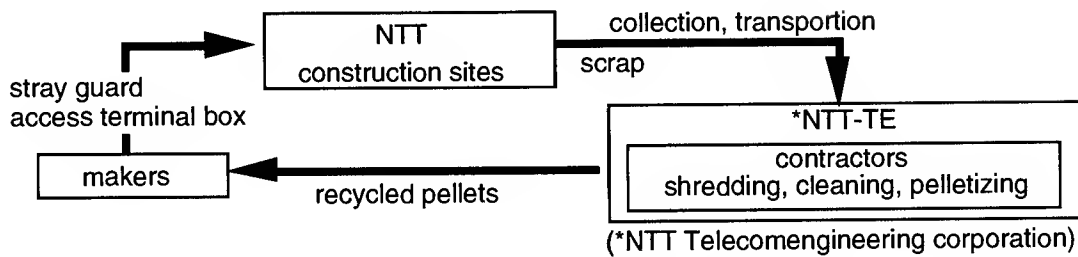 NTT
construction sites
collection, transportion
scrap
stray guard
access terminal box
*NTT-TE
contractors
shredding, cleaning, pelletizing
makers
recycled pellets
(*NTT Telecomengineering corporation)